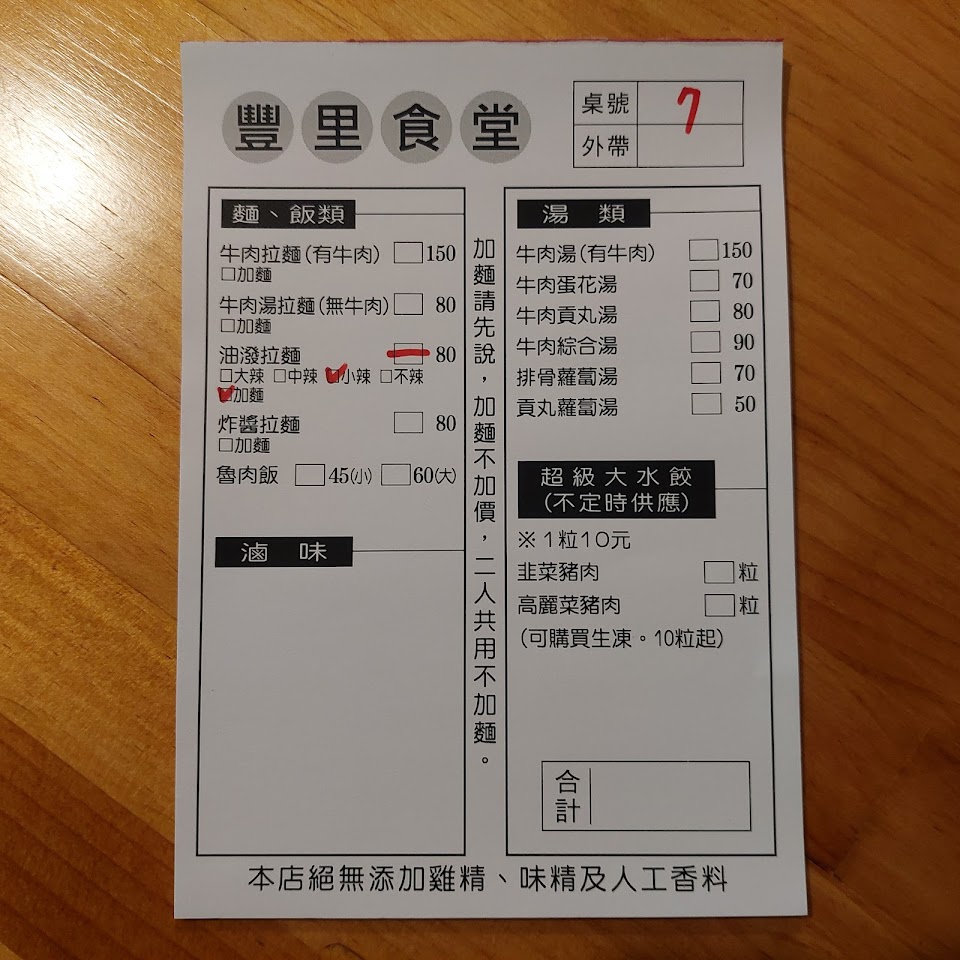 豐里食堂
桌號 7
外帶
麵、飯類
牛肉拉麵(有牛肉) □150
□加麵
牛肉湯拉麵(無牛肉)□ 80
□加麵
油潑拉麵 一 80
□大辣 □中辣 ☑小辣 □不辣
☑加麵
炸醬拉麵 □ 80
□加麵
魯肉飯 □45(小) □60(大)
滷味
加麵請先說，加麵不加價，二人共用不加麵。
湯類
牛肉湯(有牛肉) □150
牛肉蛋花湯 □ 70
牛肉貢丸湯 □ 80
牛肉綜合湯 □ 90
排骨蘿蔔湯 □ 70
貢丸蘿蔔湯 □ 50
超級大水餃
(不定時供應)
※1粒10元
韭菜豬肉 □粒
高麗菜豬肉 □粒
(可購買生凍。10粒起)
合計
本店絕無添加雞精、味精及人工香料